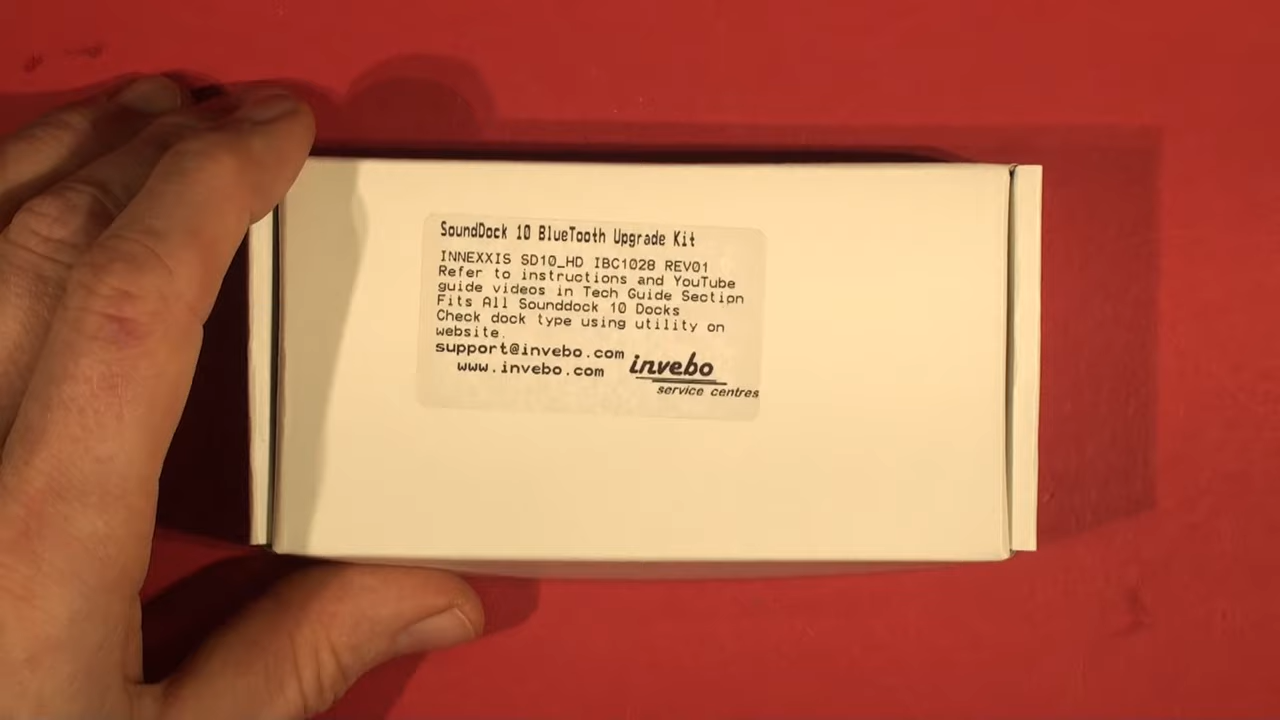 SoundDock 10 BlueTooth Upgrade Kit
INNEXXIS SD10_HD IBC1028 REV01
Refer to instructions and YouTube
guide videos in Tech Guide Sectipn
Fits All Sounddock 10 Docks
Check dock type using utility on
website.
support@invebo.com
www.invebo.com
invebo
service centres